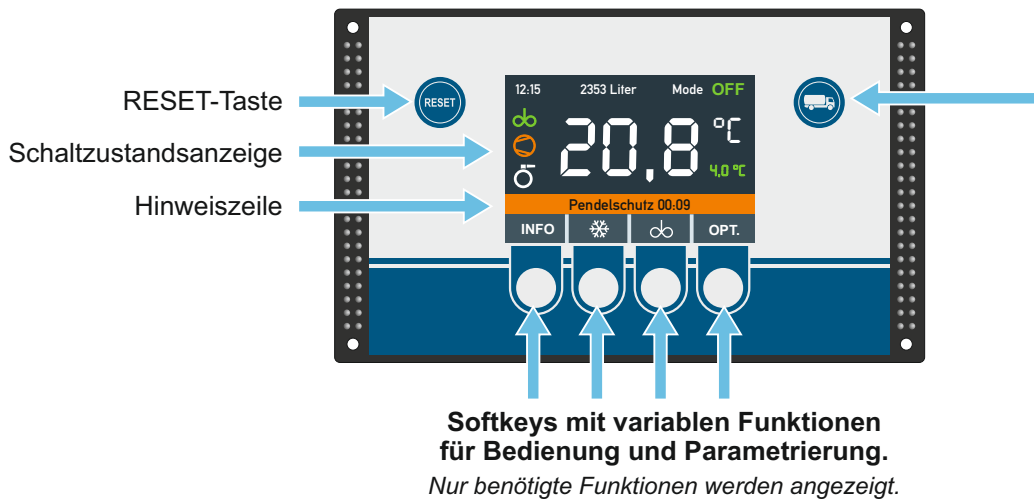 RESET-Taste
Schaltzustandsanzeige
Hinweiszeile
RESET
12:15 2353 Liter Mode OFF
20,8 °C
4,0 °C
Pendelschutz 00:09
INFO OPT.
Softkeys mit variablen Funktionen
für Bedienung und Parametrierung.
Nur benötigte Funktionen werden angezeigt.